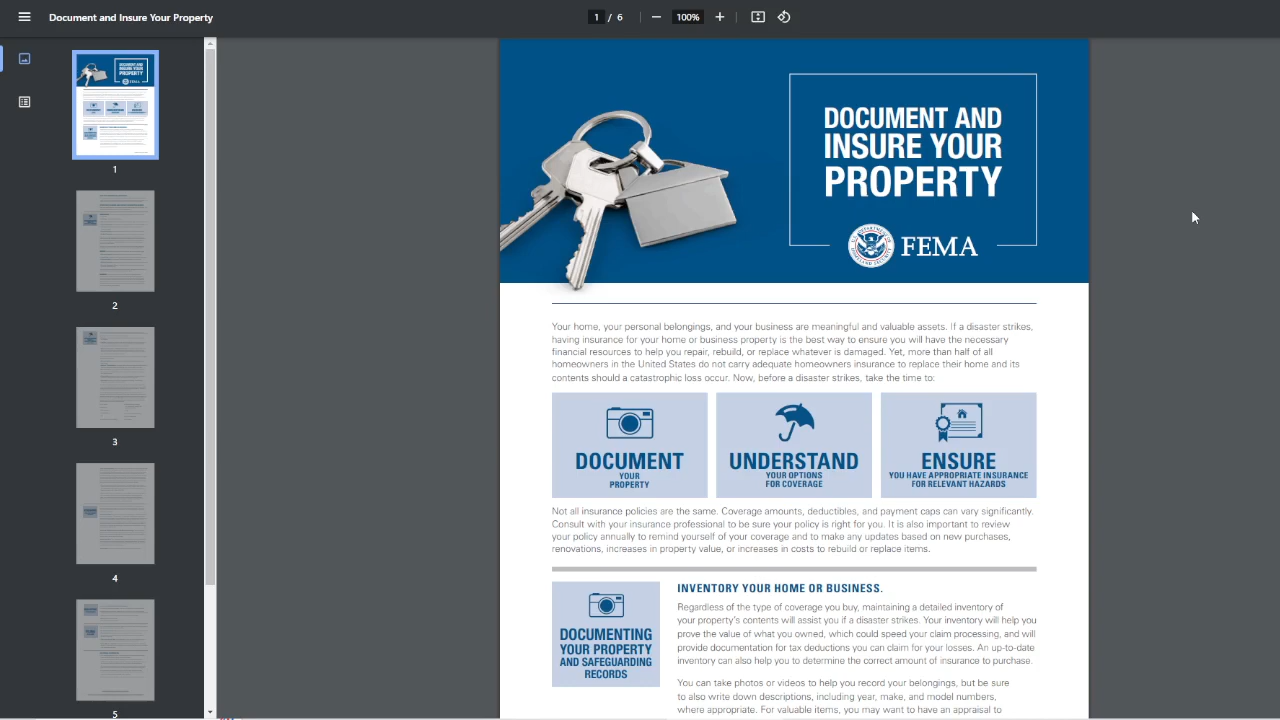 Document and Insure Your Property
1 / 6
100%
1
2
3
4
5
DOCUMENT AND
INSURE YOUR
PROPERTY
FEMA
Your home, your personal belongings, and your business are meaningful and valuable assets. If a disaster strikes,
having insurance for your home or business property is the best way to ensure you will have the necessary
financial resources to help you repair, rebuild, or replace whatever is damaged. Yet, more than half of all
homeowners in the United States do not carry adequate homeowners insurance to replace their home and its
contents should a catastrophic loss occur. Now, before a disaster strikes, take the time to:
DOCUMENT
YOUR
PROPERTY
UNDERSTAND
YOUR OPTIONS
FOR COVERAGE
ENSURE
YOU HAVE APPROPRIATE INSURANCE
FOR RELEVANT HAZARDS
Not all insurance policies are the same. Coverage amounts, deductibles, and payment caps can vary significantly.
Consult with your insurance professional to be sure your policy is right for you. It is also important to review
your policy annually to remind yourself of your coverage and to make any updates based on new purchases,
renovations, increases in property value, or increases in costs to rebuild or replace items.
DOCUMENTING
YOUR PROPERTY
AND SAFEGUARDING
RECORDS
INVENTORY YOUR HOME OR BUSINESS.
Regardless of the type of coverage you buy, maintaining a detailed inventory of
your property's contents will assist you if a disaster strikes. Your inventory will help you
prove the value of what you owned, which could speed your claim processing, and will
provide documentation for tax deductions you can claim for your losses. An up-to-date
inventory can also help you to determine the correct amount of insurance to purchase.
You can take photos or videos to help you record your belongings, but be sure
to also write down descriptions, including year, make, and model numbers,
where appropriate. For valuable items, you may want to have an appraisal to